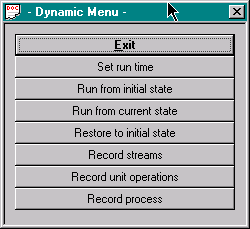 DOC
- Dynamic Menu -
Exit
Set run time
Run from initial state
Run from current state
Restore to initial state
Record streams
Record unit operations
Record process